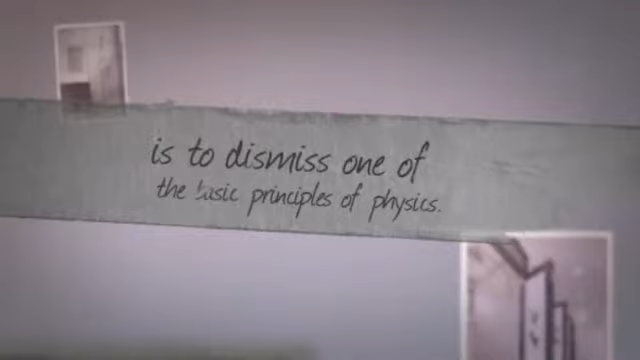 is to dismiss one of
the basic principles of physics.